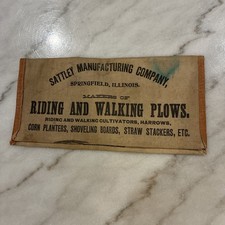 SATTLEY MANUFACTURING COMPANY,
SPRINGFIELD, ILLINOIS.
MAKERS OF
RIDING AND WALKING PLOWS.
RIDING AND WALKING CULTIVATORS, HARROWS,
CORN PLANTERS, SHOVELING BOARDS, STRAW STACKERS, ETC.